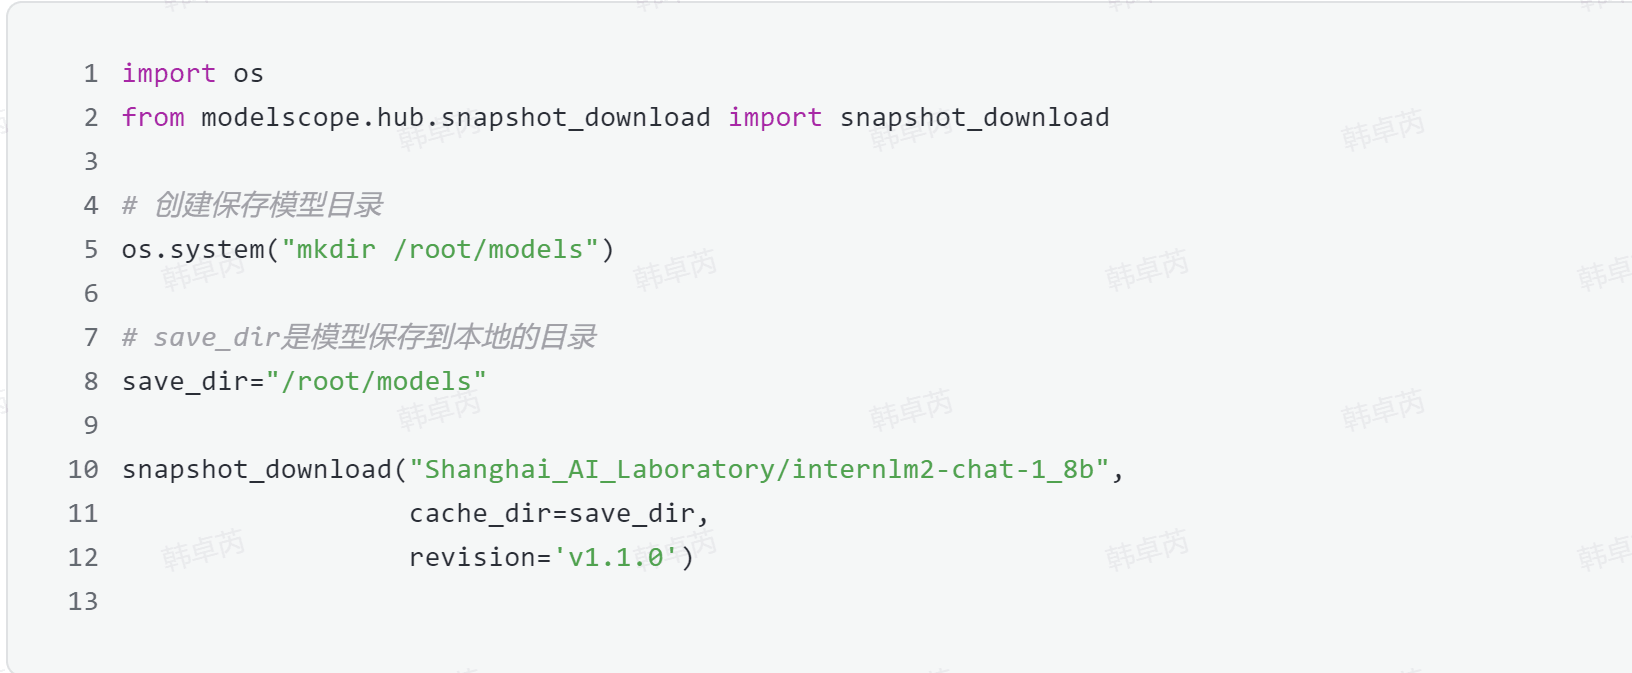 1 import os
2 from modelscope.hub.snapshot_download import snapshot_download
3
4 # 创建保存模型目录
5 os.system("mkdir /root/models")
6
7 # save_dir是模型保存到本地的目录
8 save_dir="/root/models"
9
10 snapshot_download("Shanghai_AI_Laboratory/internlm2-chat-1_8b",
11                   cache_dir=save_dir,
12                   revision='v1.1.0')
13
韩卓芮 韩卓芮 韩卓芮
韩卓芮 韩卓芮 韩卓芮
韩卓芮 韩卓芮 韩卓芮
韩卓芮 韩卓芮 韩卓芮